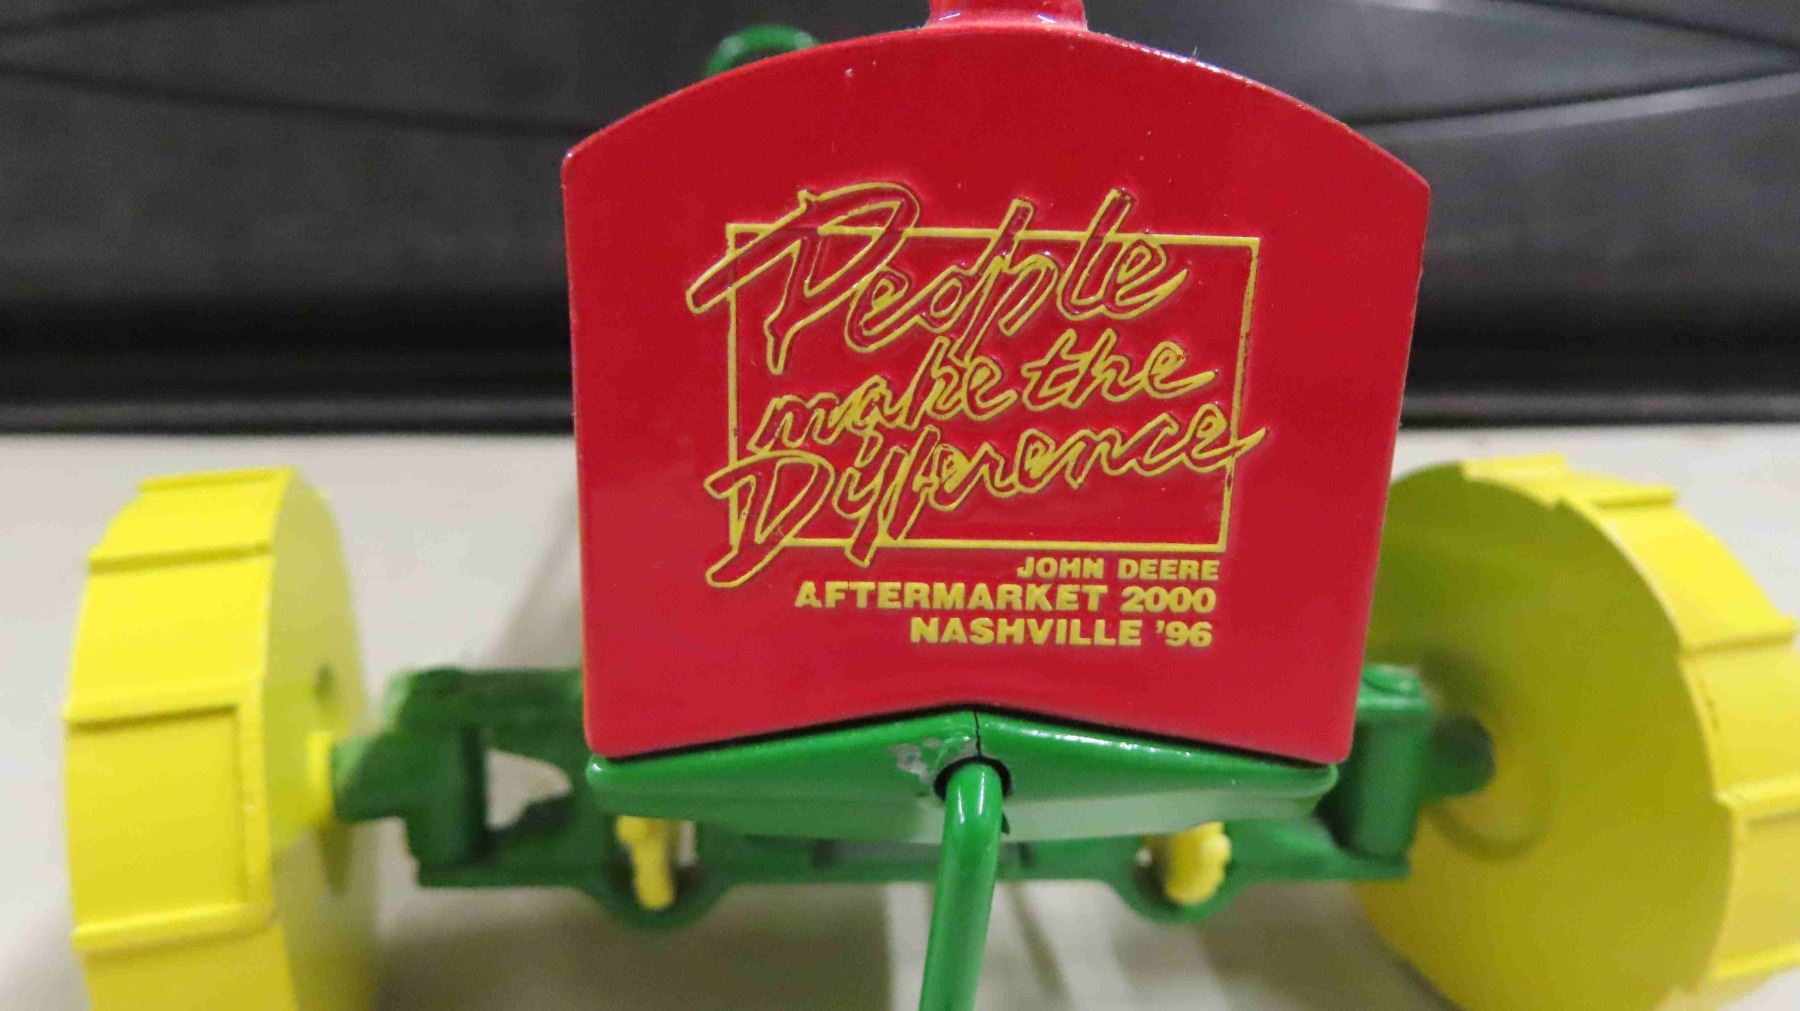 People
make the
Difference
JOHN DEERE
AFTERMARKET 2000
NASHVILLE '96